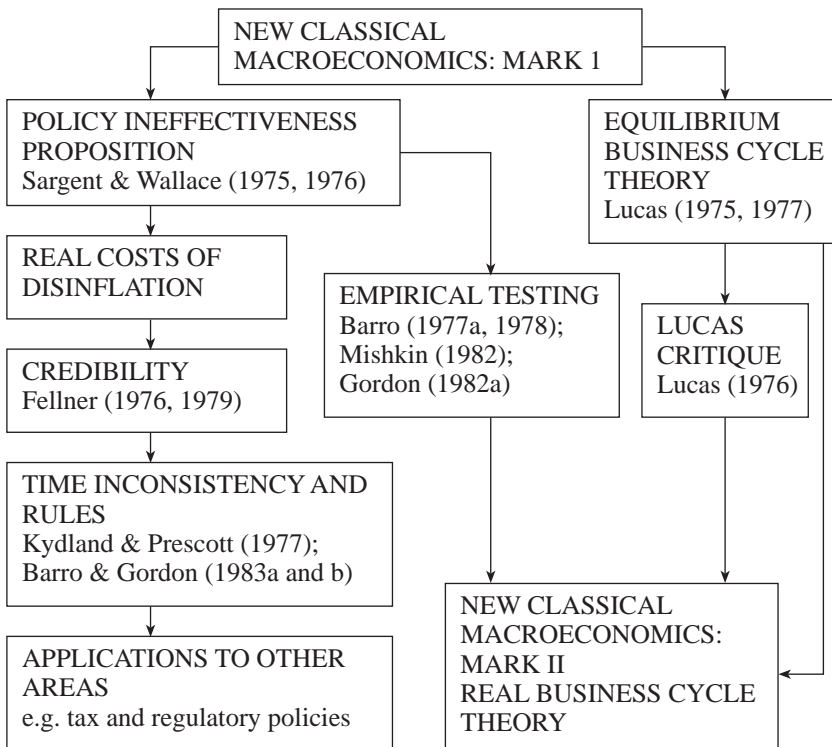 NEW CLASSICAL
MACROECONOMICS: MARK 1
POLICY INEFFECTIVENESS
PROPOSITION
Sargent & Wallace (1975, 1976)
EQUILIBRIUM
BUSINESS CYCLE
THEORY
Lucas (1975, 1977)
REAL COSTS OF
DISINFLATION
EMPIRICAL TESTING
Barro (1977a, 1978);
Mishkin (1982);
Gordon (1982a)
LUCAS
CRITIQUE
Lucas (1976)
CREDIBILITY
Fellner (1976, 1979)
TIME INCONSISTENCY AND
RULES
Kydland & Prescott (1977);
Barro & Gordon (1983a and b)
NEW CLASSICAL
MACROECONOMICS:
MARK II
REAL BUSINESS CYCLE
THEORY
APPLICATIONS TO OTHER
AREAS
e.g. tax and regulatory policies